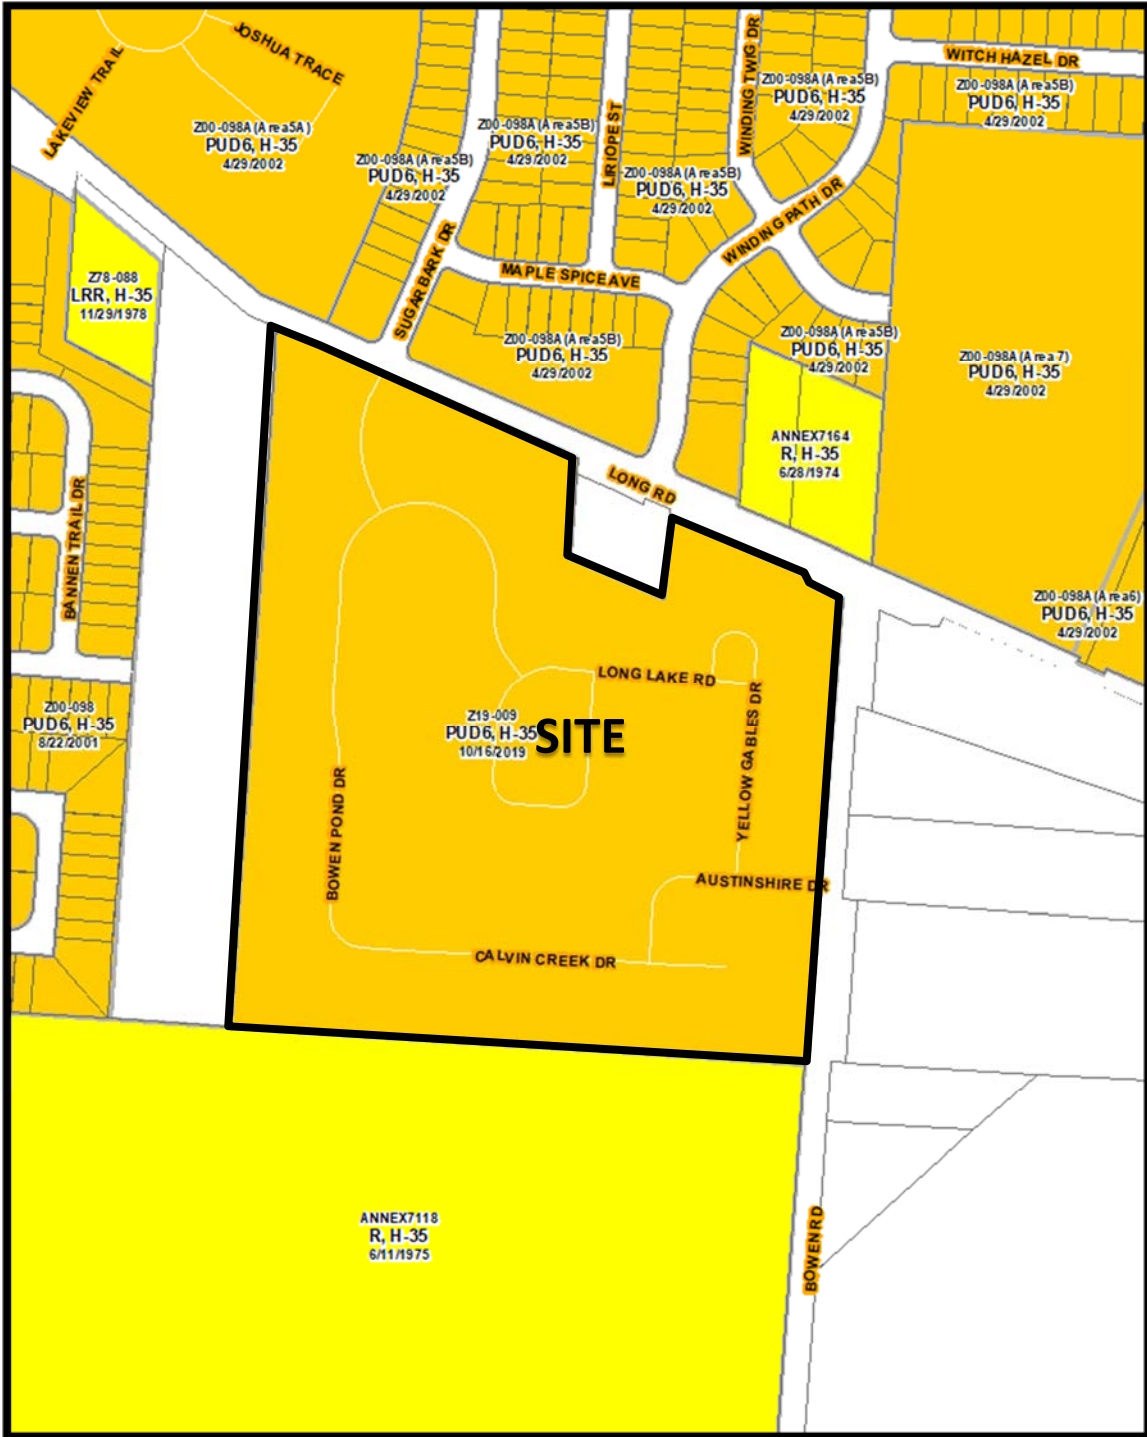 JOSHUA TRACE
LAKEVIEW TRAIL
WINDING TWIG DR
WITCH HAZEL DR
Z00-098A (Area5A)
PUD6, H-35
4/29/2002
Z00-098A (Area5B)
PUD6, H-35
4/29/2002
Z00-098A (Area5B)
PUD6, H-35
4/29/2002
LIRIOPE ST
Z00-098A (Area5B)
PUD6, H-35
4/29/2002
Z00-098A (Area5B)
PUD6, H-35
4/29/2002
Z00-098A (Area5B)
PUD6, H-35
4/29/2002
WINDING PATH DR
SUGARBARK DR
MAPLE SPICE AVE
Z78-088
LRR, H-35
11/29/1978
Z00-098A (Area5B)
PUD6, H-35
4/29/2002
Z00-098A (Area5B)
PUD6, H-35
4/29/2002
Z00-098A (Area 7)
PUD6, H-35
4/29/2002
ANNEX7164
R, H-35
6/28/1974
LONG RD
BANNEN TRAIL DR
Z00-098A (Area6)
PUD6, H-35
4/29/2002
LONG LAKE RD
Z00-098
PUD6, H-35
8/22/2001
Z19-009
PUD6, H-35
10/16/2019
SITE
YELLOW GABLES DR
BOWEN POND DR
AUSTINSHIRE DR
CALVIN CREEK DR
ANNEX7118
R, H-35
6/11/1975
BOWEN RD